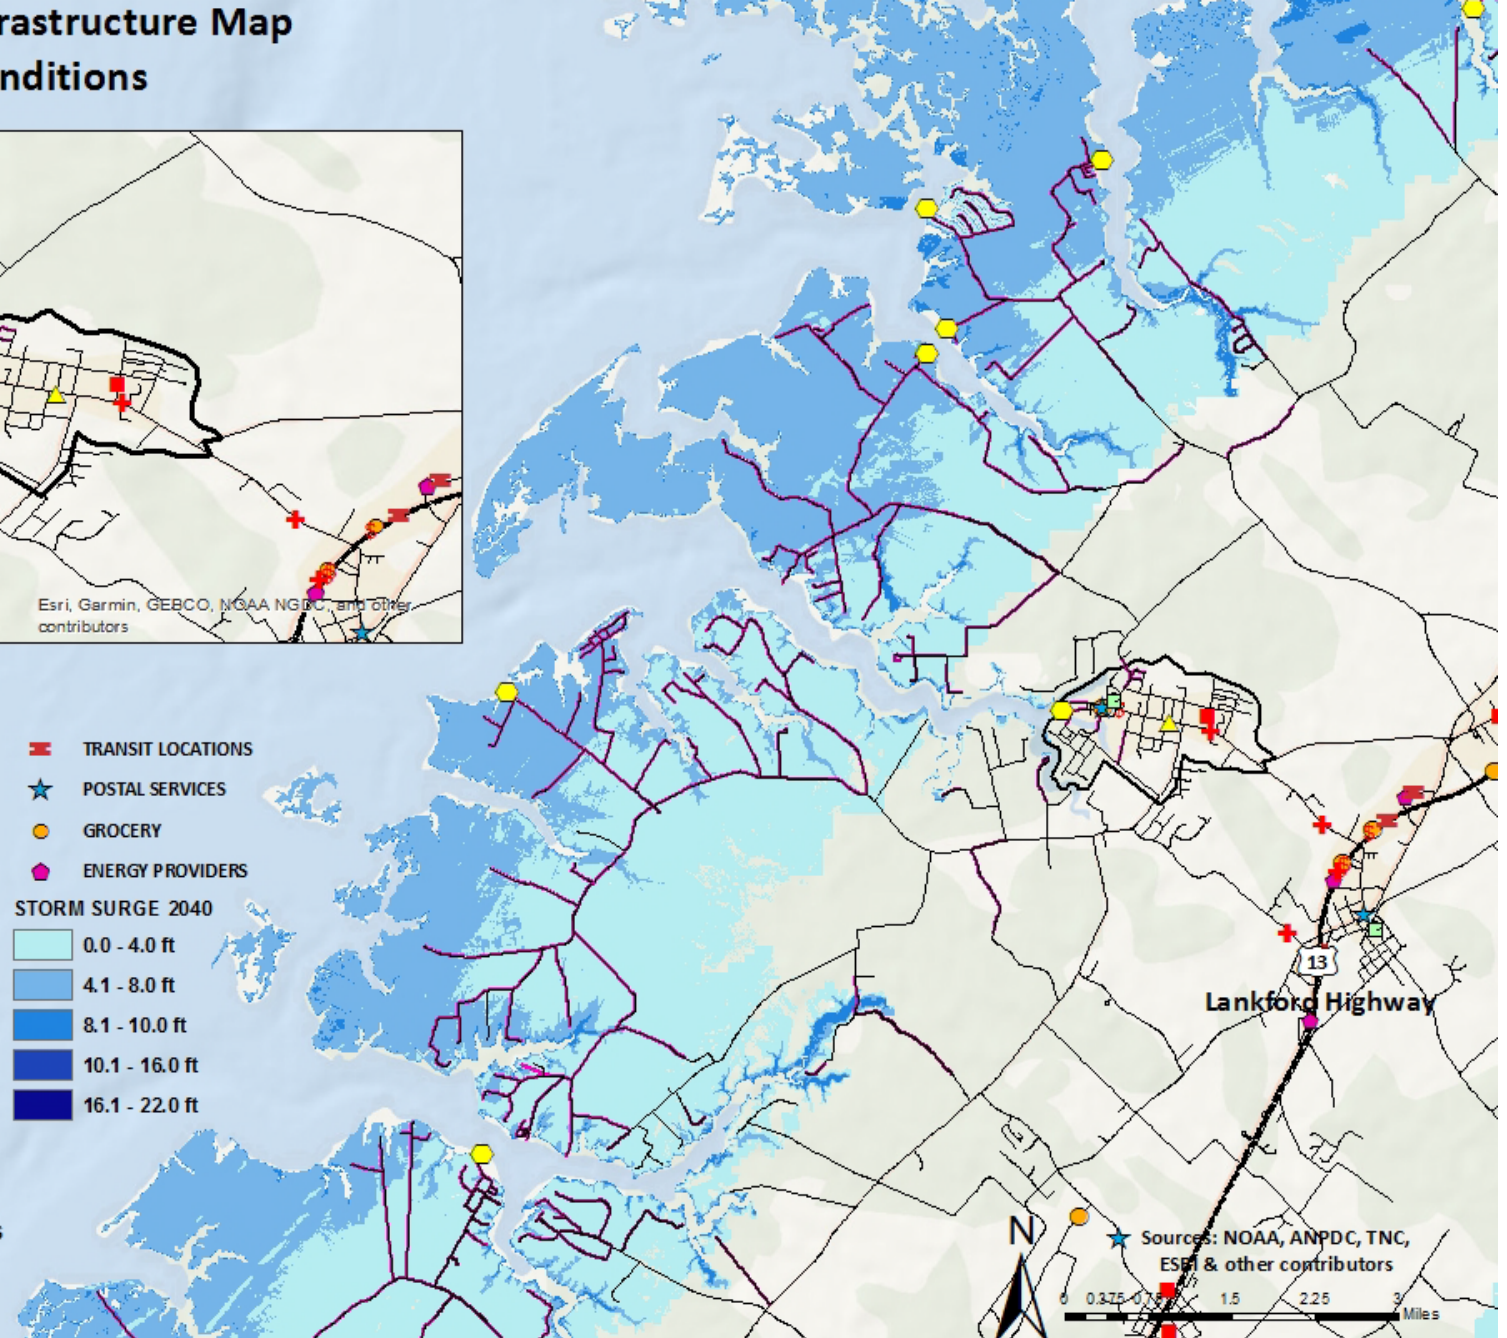 rastructure Map
nditions
Esri, Garmin, GEBCO, NOAA NGDC, and other
contributors
TRANSIT LOCATIONS
POSTAL SERVICES
GROCERY
ENERGY PROVIDERS
STORM SURGE 2040
0.0 - 4.0 ft
4.1 - 8.0 ft
8.1 - 10.0 ft
10.1 - 16.0 ft
16.1 - 22.0 ft
13
Lankford Highway
s
N
Sources: NOAA, ANPDC, TNC,
ESRI & other contributors
0 0.375 0.75 1.5 2.25 3
Miles